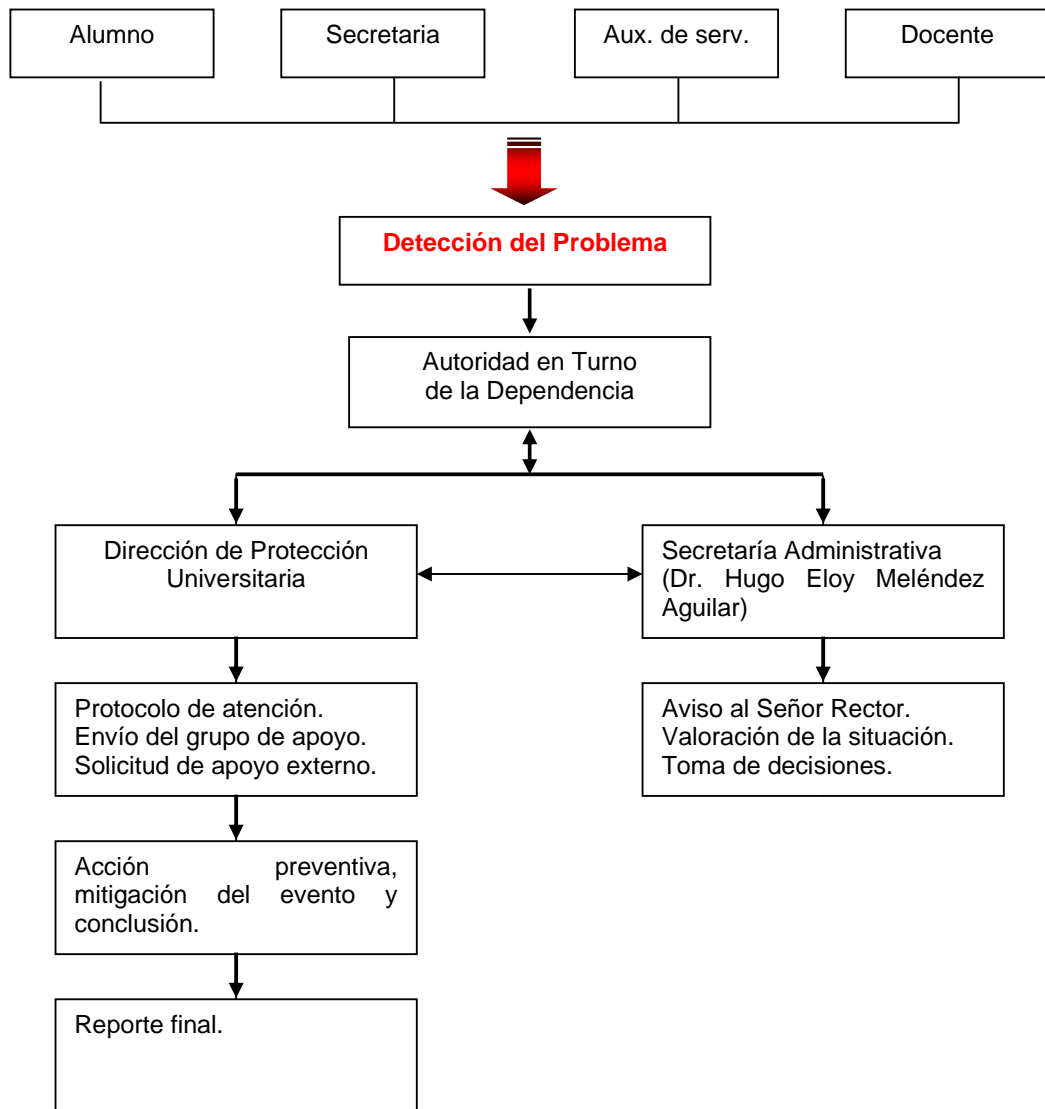 Alumno
Secretaria
Aux. de serv.
Docente
Detección del Problema
Autoridad en Turno
de la Dependencia
Dirección de Protección
Universitaria
Secretaría Administrativa
(Dr. Hugo Eloy Meléndez
Aguilar)
Protocolo de atención.
Envío del grupo de apoyo.
Solicitud de apoyo externo.
Aviso al Señor Rector.
Valoración de la situación.
Toma de decisiones.
Acción preventiva,
mitigación del evento y
conclusión.
Reporte final.